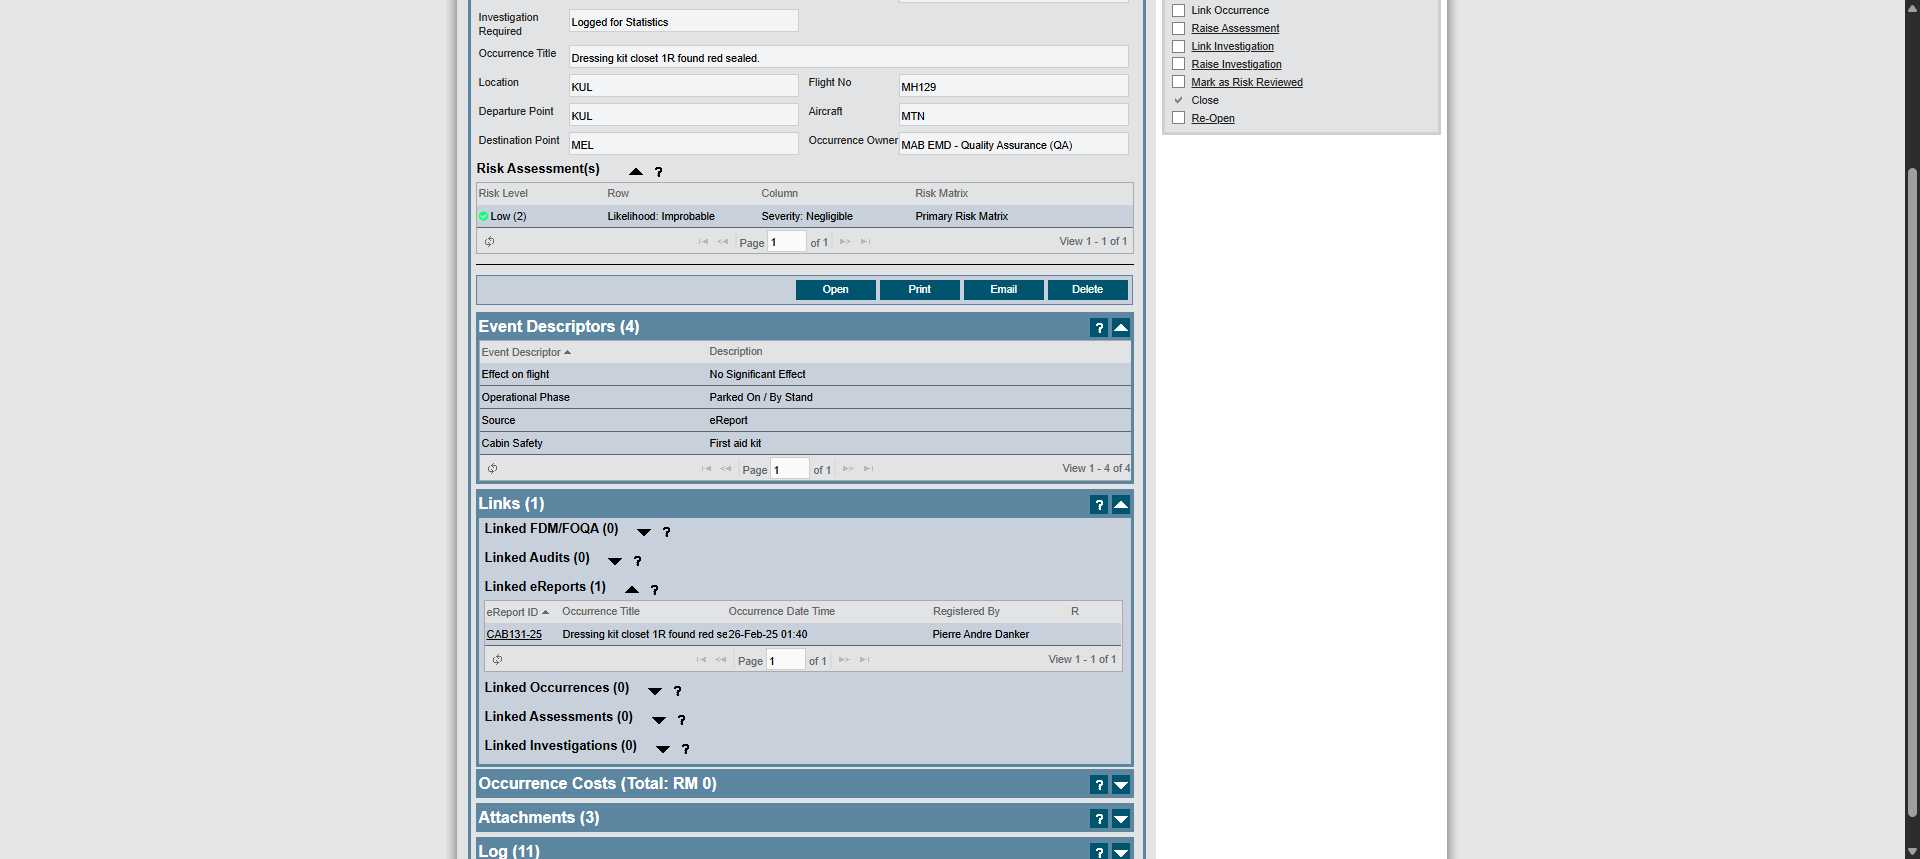 Investigation Required Logged for Statistics
Occurrence Title Dressing kit closet 1R found red sealed.
Location KUL Flight No MH129
Departure Point KUL Aircraft MTN
Destination Point MEL Occurrence Owner MAB EMD - Quality Assurance (QA)
Risk Assessment(s) ?
Risk Level Row Column Risk Matrix
Low (2) Likelihood: Improbable Severity: Negligible Primary Risk Matrix
Page 1 of 1 View 1 - 1 of 1
Open Print Email Delete
Event Descriptors (4) ?
Event Descriptor Description
Effect on flight No Significant Effect
Operational Phase Parked On / By Stand
Source eReport
Cabin Safety First aid kit
Page 1 of 1 View 1 - 4 of 4
Links (1) ?
Linked FDM/FOQA (0) ?
Linked Audits (0) ?
Linked eReports (1) ?
eReport ID Occurrence Title Occurrence Date Time Registered By R
CAB131-25 Dressing kit closet 1R found red se 26-Feb-25 01:40 Pierre Andre Danker
Page 1 of 1 View 1 - 1 of 1
Linked Occurrences (0) ?
Linked Assessments (0) ?
Linked Investigations (0) ?
Occurrence Costs (Total: RM 0) ?
Attachments (3) ?
Log (11) ?
Link Occurrence
Raise Assessment
Link Investigation
Raise Investigation
Mark as Risk Reviewed
Close
Re-Open